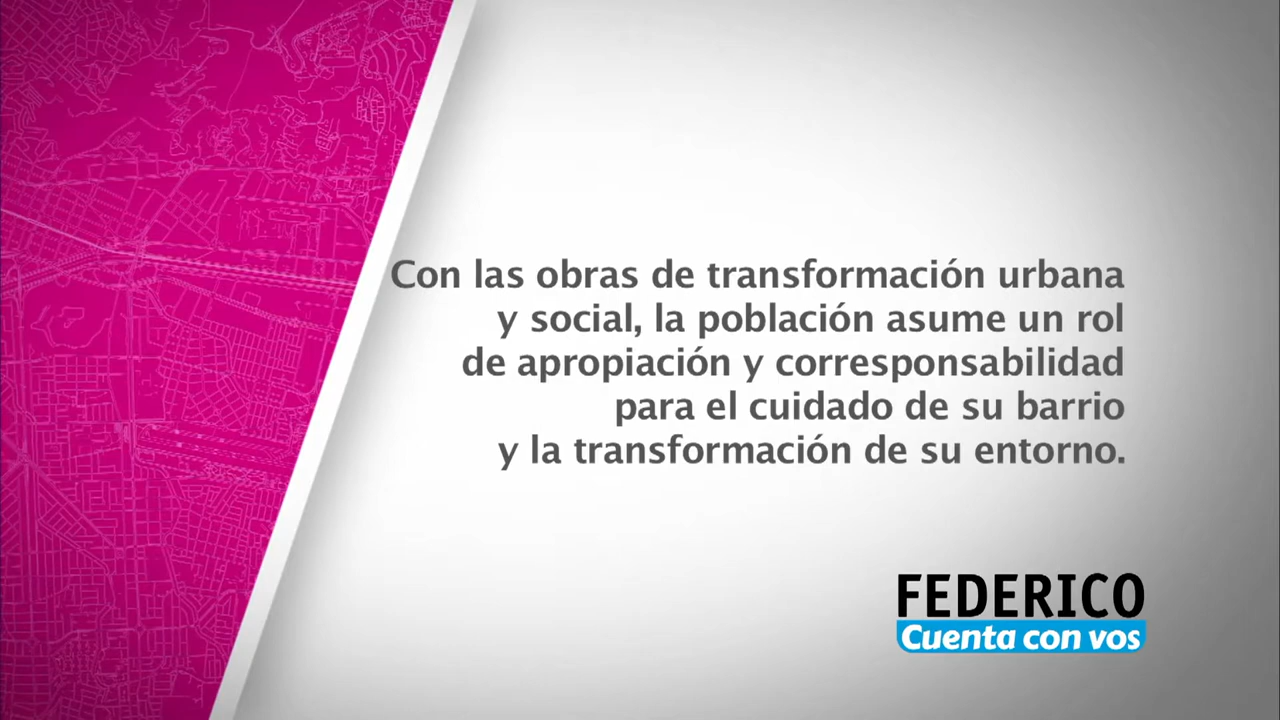 Con las obras de transformación urbana
y social, la población asume un rol
de apropiación y corresponsabilidad
para el cuidado de su barrio
y la transformación de su entorno.
FEDERICO
Cuenta con vos